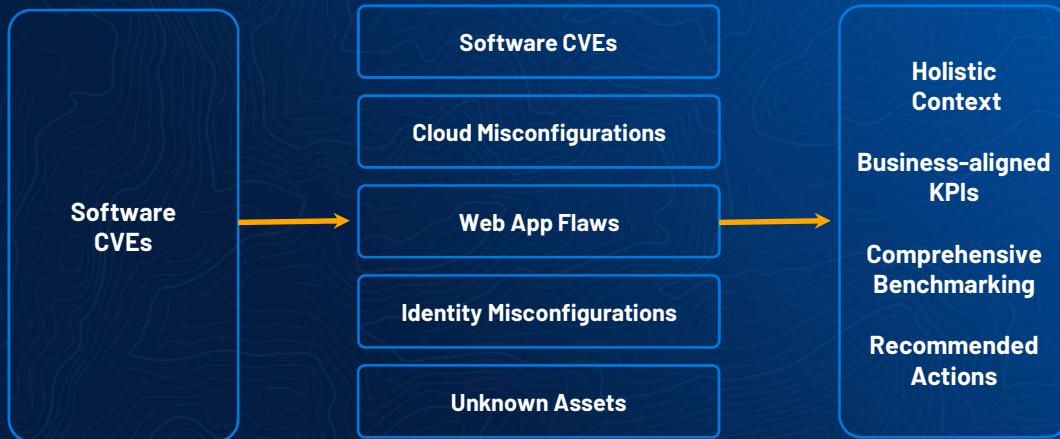 Software
CVEs
Software CVEs
Cloud Misconfigurations
Web App Flaws
Identity Misconfigurations
Unknown Assets
Holistic
Context
Business-aligned
KPIs
Comprehensive
Benchmarking
Recommended
Actions